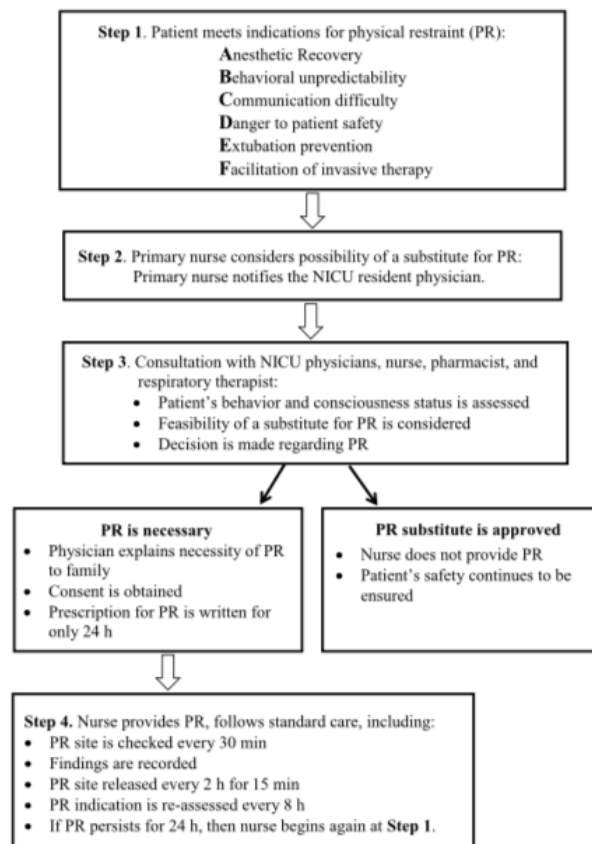 Step 1. Patient meets indications for physical restraint (PR):
Anesthetic Recovery
Behavioral unpredictability
Communication difficulty
Danger to patient safety
Extubation prevention
Facilitation of invasive therapy
Step 2. Primary nurse considers possibility of a substitute for PR:
Primary nurse notifies the NICU resident physician.
Step 3. Consultation with NICU physicians, nurse, pharmacist, and
respiratory therapist:
• Patient's behavior and consciousness status is assessed
• Feasibility of a substitute for PR is considered
• Decision is made regarding PR
PR is necessary
• Physician explains necessity of PR
to family
• Consent is obtained
• Prescription for PR is written for
only 24 h
PR substitute is approved
• Nurse does not provide PR
• Patient's safety continues to be
ensured
Step 4. Nurse provides PR, follows standard care, including:
• PR site is checked every 30 min
• Findings are recorded
• PR site released every 2 h for 15 min
• PR indication is re-assessed every 8 h
• If PR persists for 24 h, then nurse begins again at Step 1.